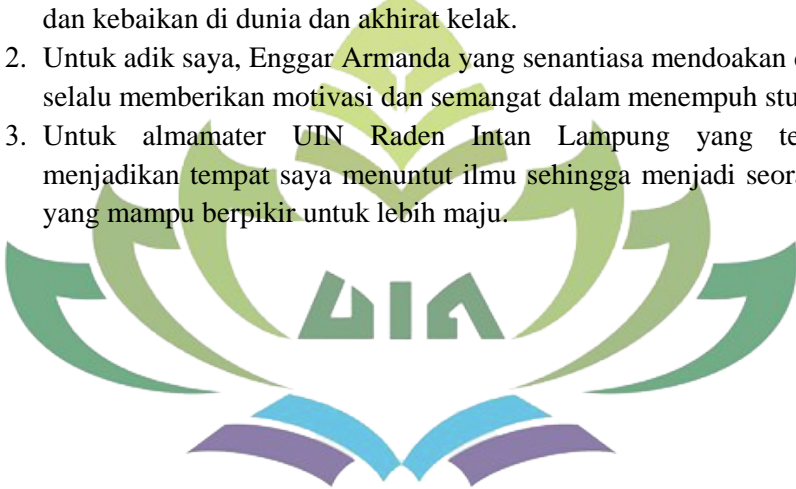 dan kebaikan di dunia dan akhirat kelak.
2. Untuk adik saya, Enggar Armanda yang senantiasa mendoakan
selalu memberikan motivasi dan semangat dalam menempuh
3. Untuk almamater UIN Raden Intan Lampung yang
menjadikan tempat saya menuntut ilmu sehingga menjadi
yang mampu berpikir untuk lebih maju.
UIN